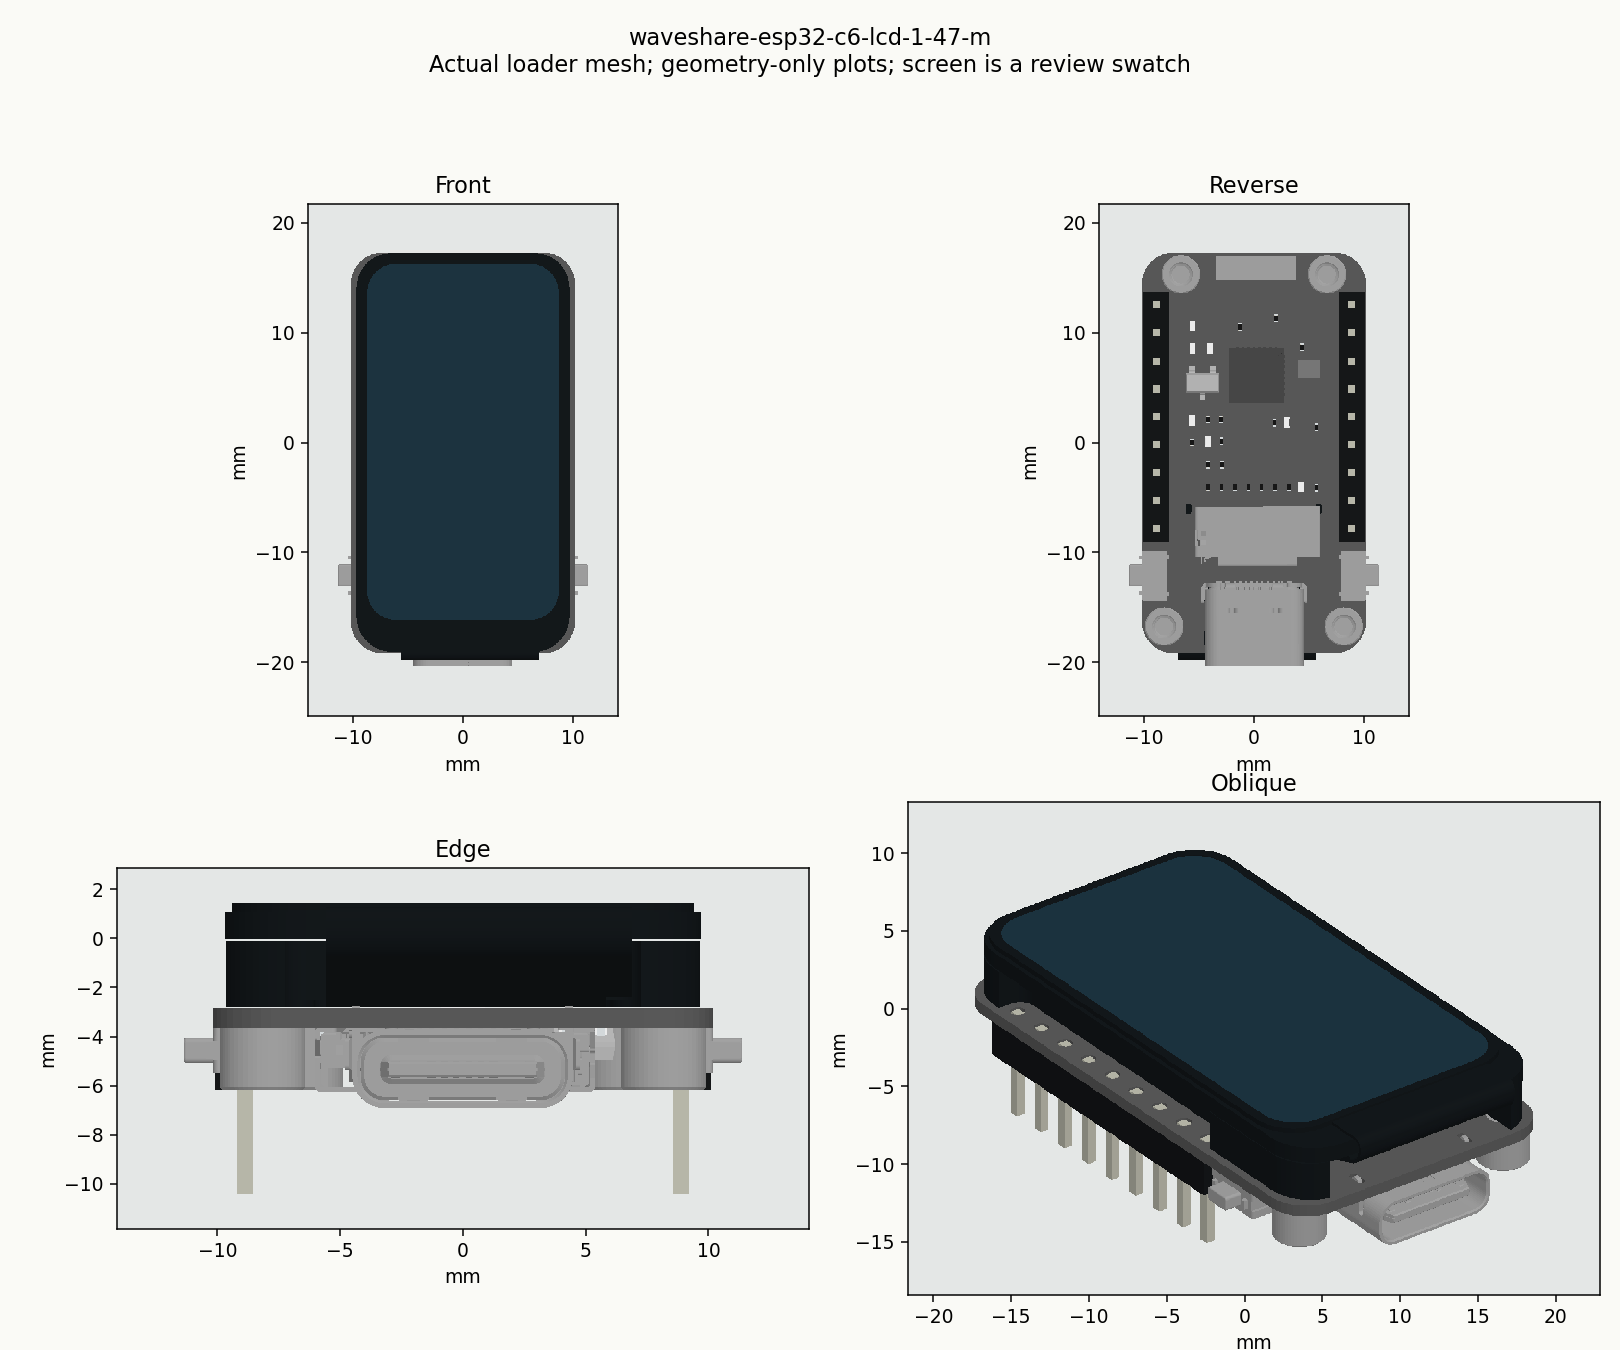 waveshare-esp32-c6-lcd-1-47-m
Actual loader mesh; geometry-only plots; screen is a review swatch
Front
20
10
0
−10
−20
mm
−10 0 10
mm
Reverse
20
10
0
−10
−20
mm
−10 0 10
mm
Edge
2
0
−2
−4
−6
−8
−10
mm
−10 −5 0 5 10
mm
Oblique
10
5
0
−5
−10
−15
mm
−20 −15 −10 −5 0 5 10 15 20
mm